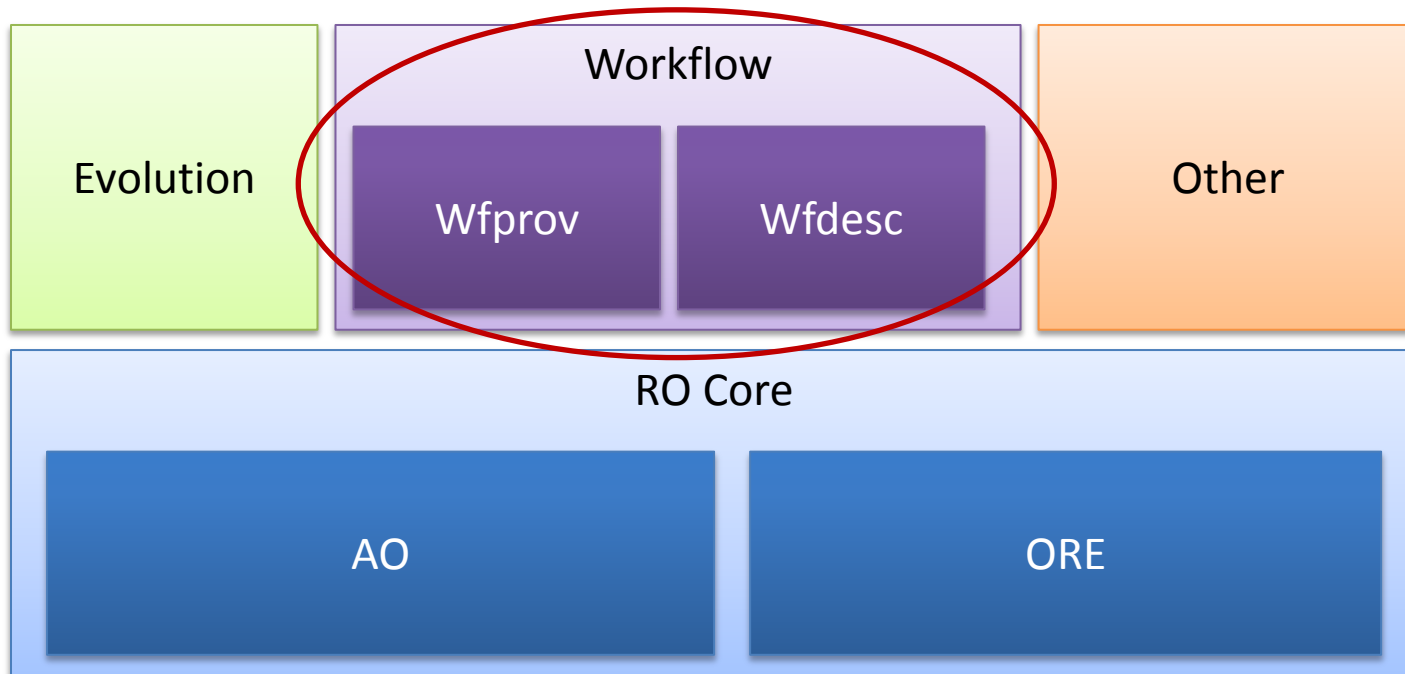 Workflow
Evolution
Wfprov
Wfdesc
Other
RO Core
AO
ORE